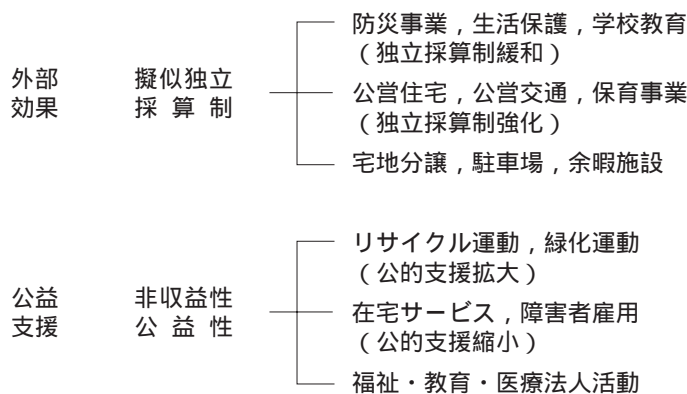 防災事業，生活保護，学校教育
（独立採算制緩和）
外部　擬似独立
効果　採 算 制
公営住宅，公営交通，保育事業
（独立採算制強化）
宅地分譲，駐車場，余暇施設
リサイクル運動，緑化運動
（公的支援拡大）
公益　非収益性
支援　公 益 性
在宅サービス，障害者雇用
（公的支援縮小）
福祉・教育・医療法人活動